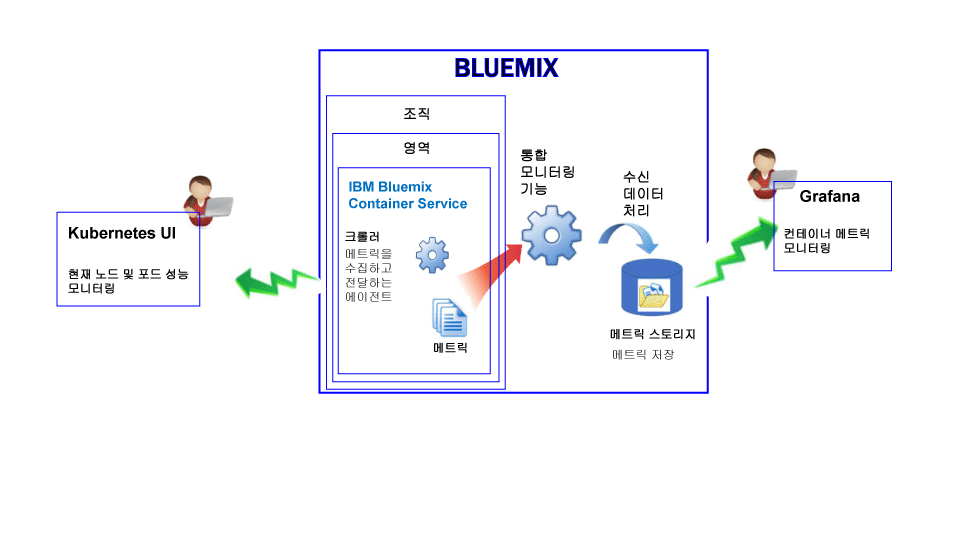 BLUEMIX
조직
영역
IBM Bluemix
Container Service
크롤러
메트릭을
수집하고
전달하는
에이전트
메트릭
통합
모니터링
기능
수신
데이터
처리
메트릭 스토리지
메트릭 저장
Kubernetes UI
현재 노드 및 포드 성능
모니터링
Grafana
컨테이너 메트릭
모니터링